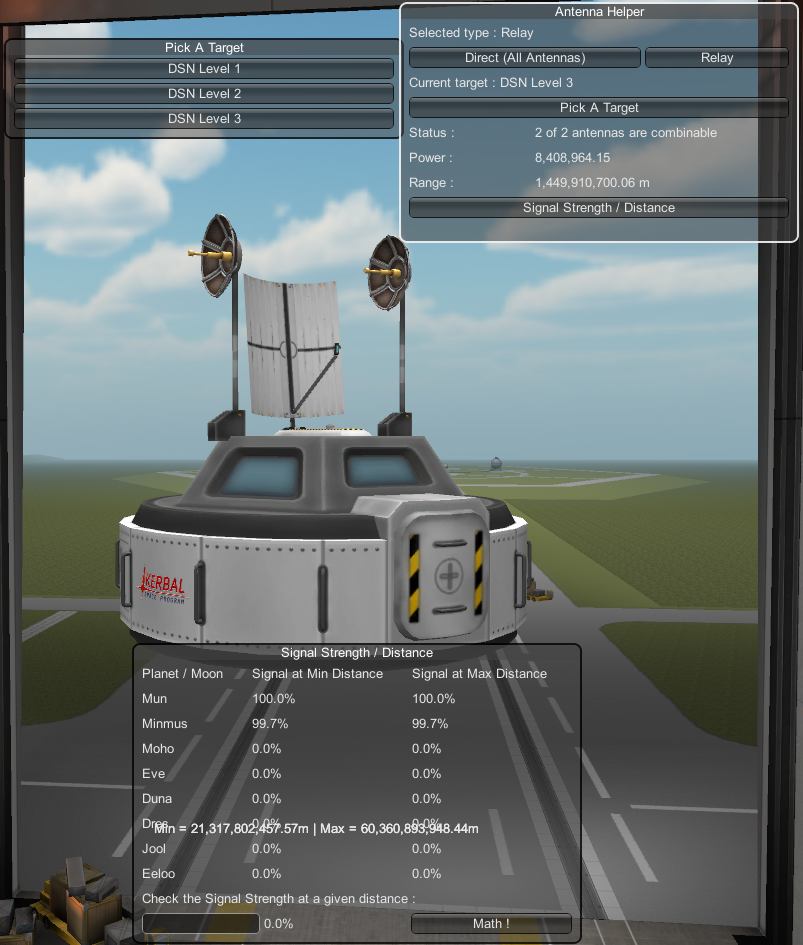 Antenna Helper
Selected type : Relay
Direct (All Antennas) Relay
Current target : DSN Level 3
Pick A Target
Status : 2 of 2 antennas are combinable
Power : 8,408,964.15
Range : 1,449,910,700.06 m
Signal Strength / Distance
Pick A Target
DSN Level 1
DSN Level 2
DSN Level 3
KERBAL
SPACE PROGRAM
Signal Strength / Distance
Planet / Moon Signal at Min Distance Signal at Max Distance
Mun 100.0% 100.0%
Minmus 99.7% 99.7%
Moho 0.0% 0.0%
Eve 0.0% 0.0%
Duna 0.0% 0.0%
Dres 0.0% 0.0%
Min = 21,317,802,457.57m | Max = 60,360,893,948.44m
Jool 0.0% 0.0%
Eeloo 0.0% 0.0%
Check the Signal Strength at a given distance :
0.0% Math !